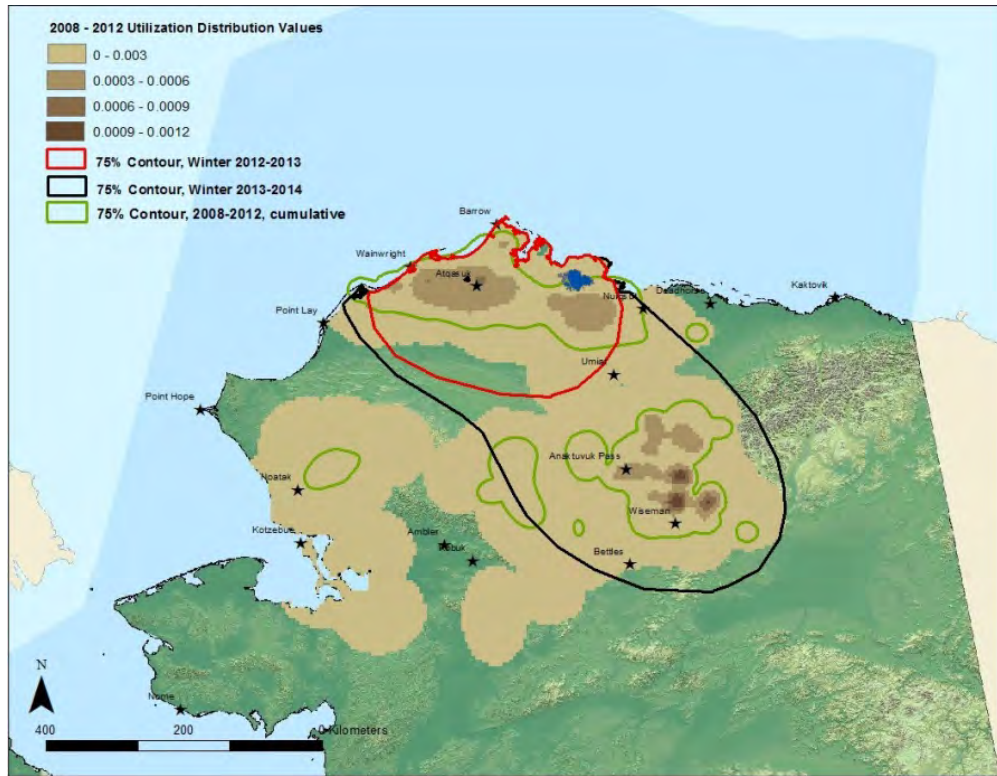 2008 - 2012 Utilization Distribution Values
0 - 0.003
0.0003 - 0.0006
0.0006 - 0.0009
0.0009 - 0.0012
75% Contour, Winter 2012-2013
75% Contour, Winter 2013-2014
75% Contour, 2008-2012, cumulative
Barrow
Wainwright
Atqasuk
Point Lay
Nuiqsut
Deadhorse
Kaktovik
Umiat
Point Hope
Anaktuvuk Pass
Noatak
Wiseman
Kotzebue
Ambler
Kobuk
Bettles
N
Nome
400 200 0 Kilometers